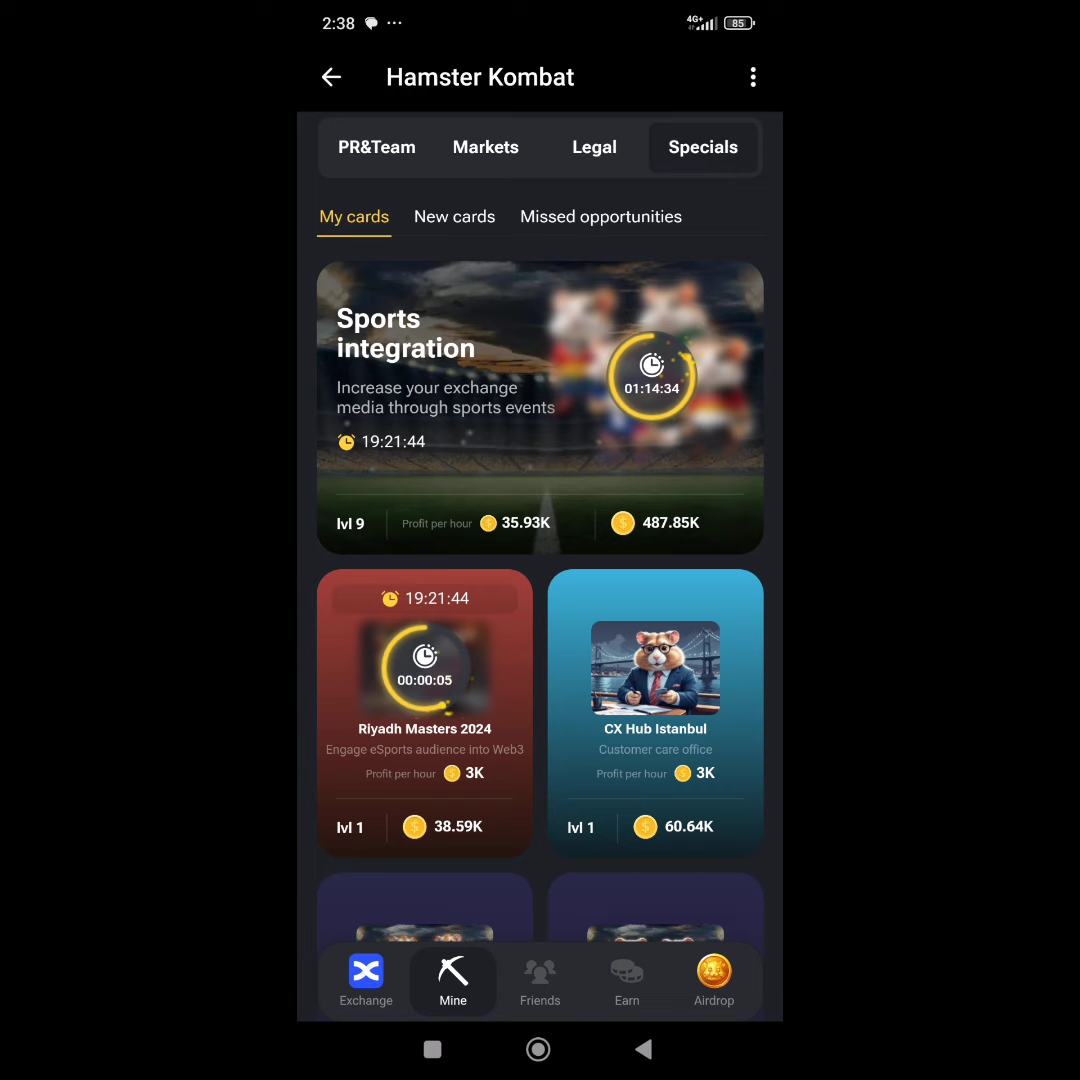 2:38 ... 4G+ 85
Hamster Kombat
PR&Team Markets Legal Specials
My cards New cards Missed opportunities
Sports
integration
Increase your exchange
media through sports events
19:21:44
01:14:34
lvl 9 Profit per hour 35.93K 487.85K
19:21:44
00:00:05
Riyadh Masters 2024
Engage eSports audience into Web3
Profit per hour 3K
lvl 1 38.59K
CX Hub Istanbul
Customer care office
Profit per hour 3K
lvl 1 60.64K
Exchange Mine Friends Earn Airdrop